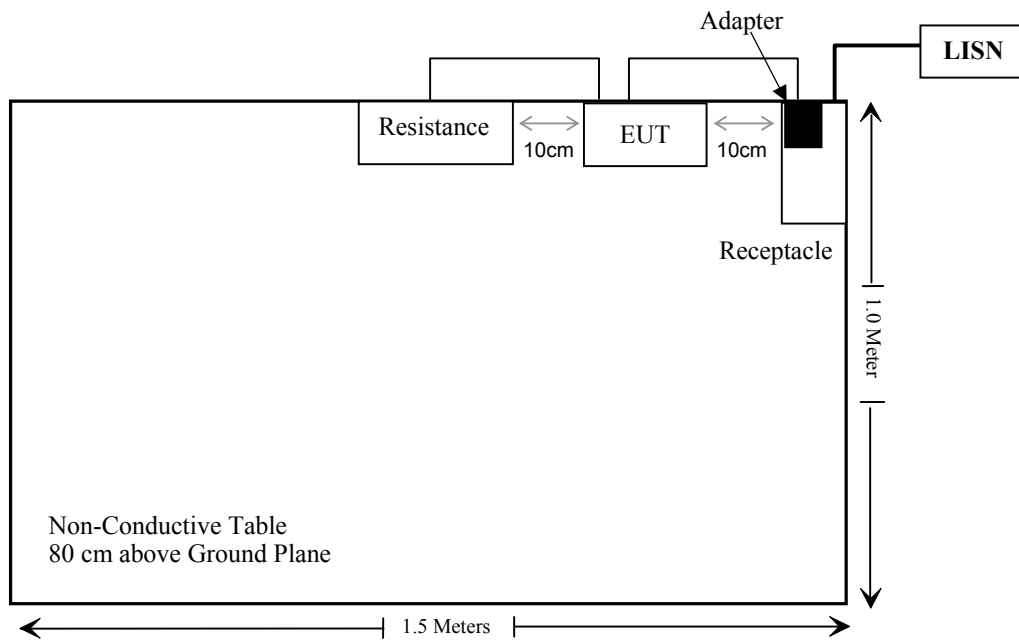 Adapter
LISN
Resistance
10cm
EUT
10cm
Receptacle
1.0 Meter
Non-Conductive Table
80 cm above Ground Plane
1.5 Meters